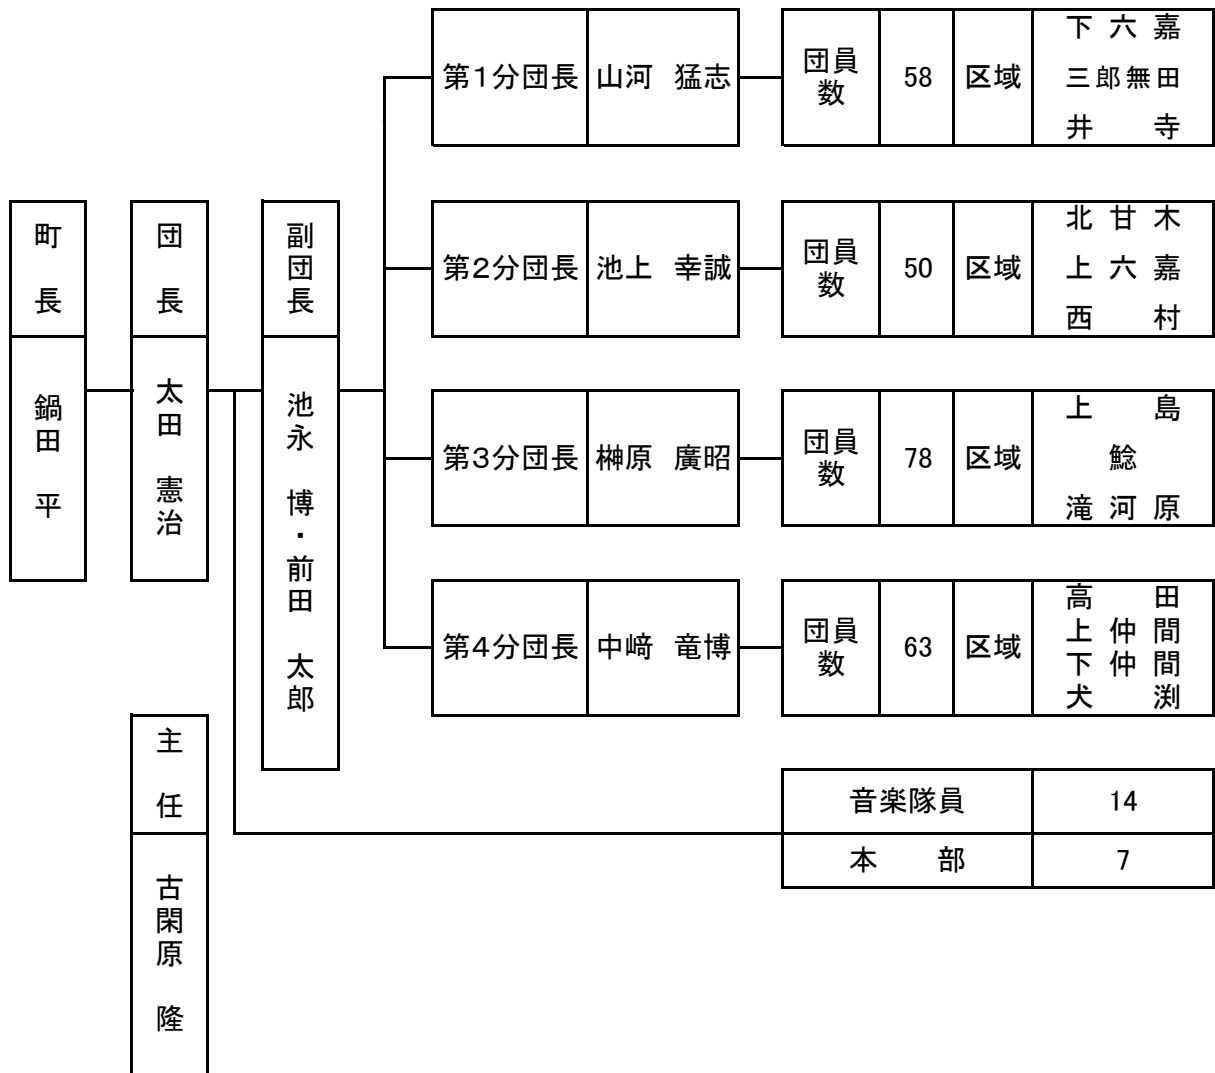 町長
鍋田 平
団長
太田 憲治
副団長
池永 博・前田 太郎
第1分団長 山河 猛志 団員数 58 区域 下六嘉 三郎無田 井寺
第2分団長 池上 幸誠 団員数 50 区域 北甘木 上六嘉 西村
第3分団長 榊原 廣昭 団員数 78 区域 上島 鯰 滝河原
第4分団長 中﨑 竜博 団員数 63 区域 高田 上仲間 下仲間 犬渕
音楽隊員 14
本部 7
主任
古閑原 隆